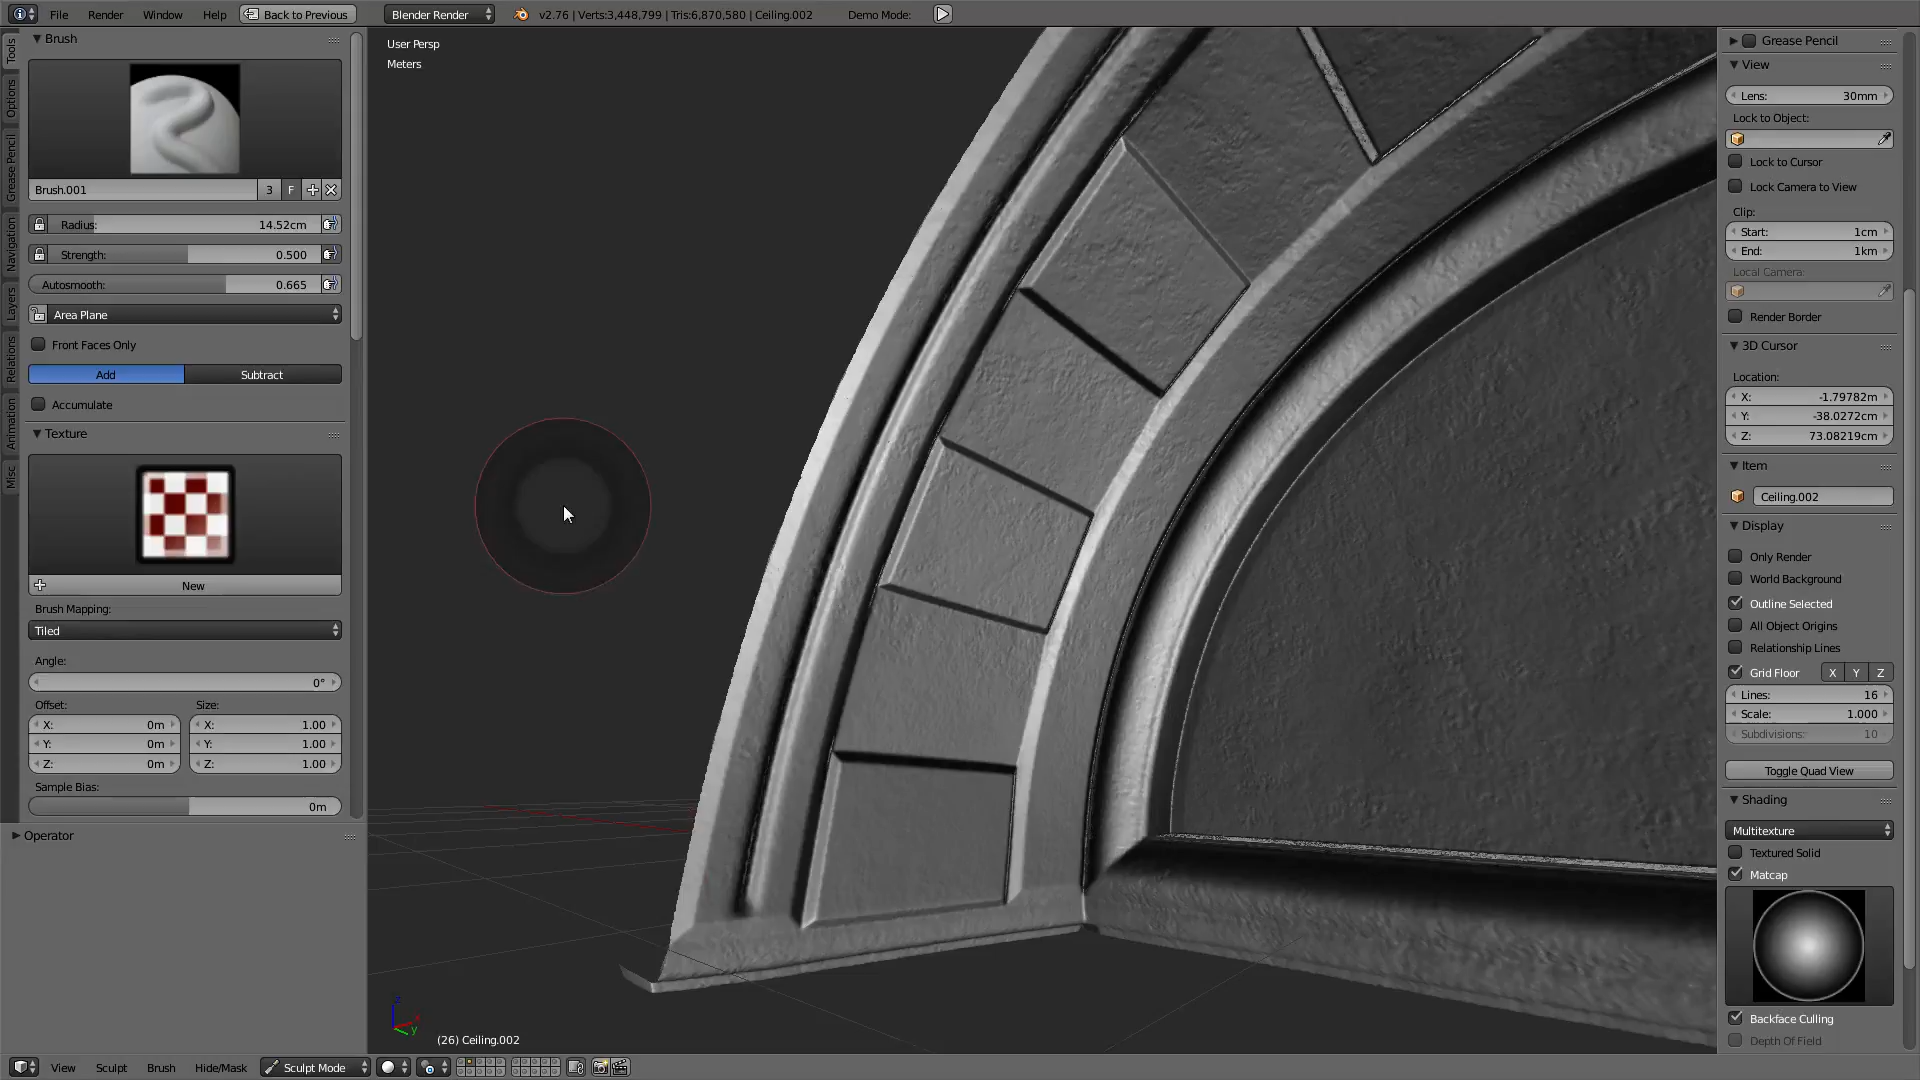 File Render Window Help Back to Previous Blender Render v2.76 | Verts:3,448,799 | Tris:6,870,580 | Ceiling.002 Demo Mode:
Tools
Options
Grease Pencil
Navigation
Layers
Relations
Animation
Misc
Brush
Brush.001 3 F
Radius: 14.52cm
Strength: 0.500
Autosmooth: 0.665
Area Plane
Front Faces Only
Add Subtract
Accumulate
Texture
New
Brush Mapping:
Tiled
Angle:
0°
Offset: Size:
X: 0m X: 1.00
Y: 0m Y: 1.00
Z: 0m Z: 1.00
Sample Bias:
0m
Operator
User Persp
Meters
z
x
y
(26) Ceiling.002
Grease Pencil
View
Lens: 30mm
Lock to Object:
Lock to Cursor
Lock Camera to View
Clip:
Start: 1cm
End: 1km
Local Camera:
Render Border
3D Cursor
Location:
X: -1.79782m
Y: -38.0272cm
Z: 73.08219cm
Item
Ceiling.002
Display
Only Render
World Background
Outline Selected
All Object Origins
Relationship Lines
Grid Floor X Y Z
Lines: 16
Scale: 1.000
Subdivisions: 10
Toggle Quad View
Shading
Multitexture
Textured Solid
Matcap
Backface Culling
Depth Of Field
View Sculpt Brush Hide/Mask Sculpt Mode